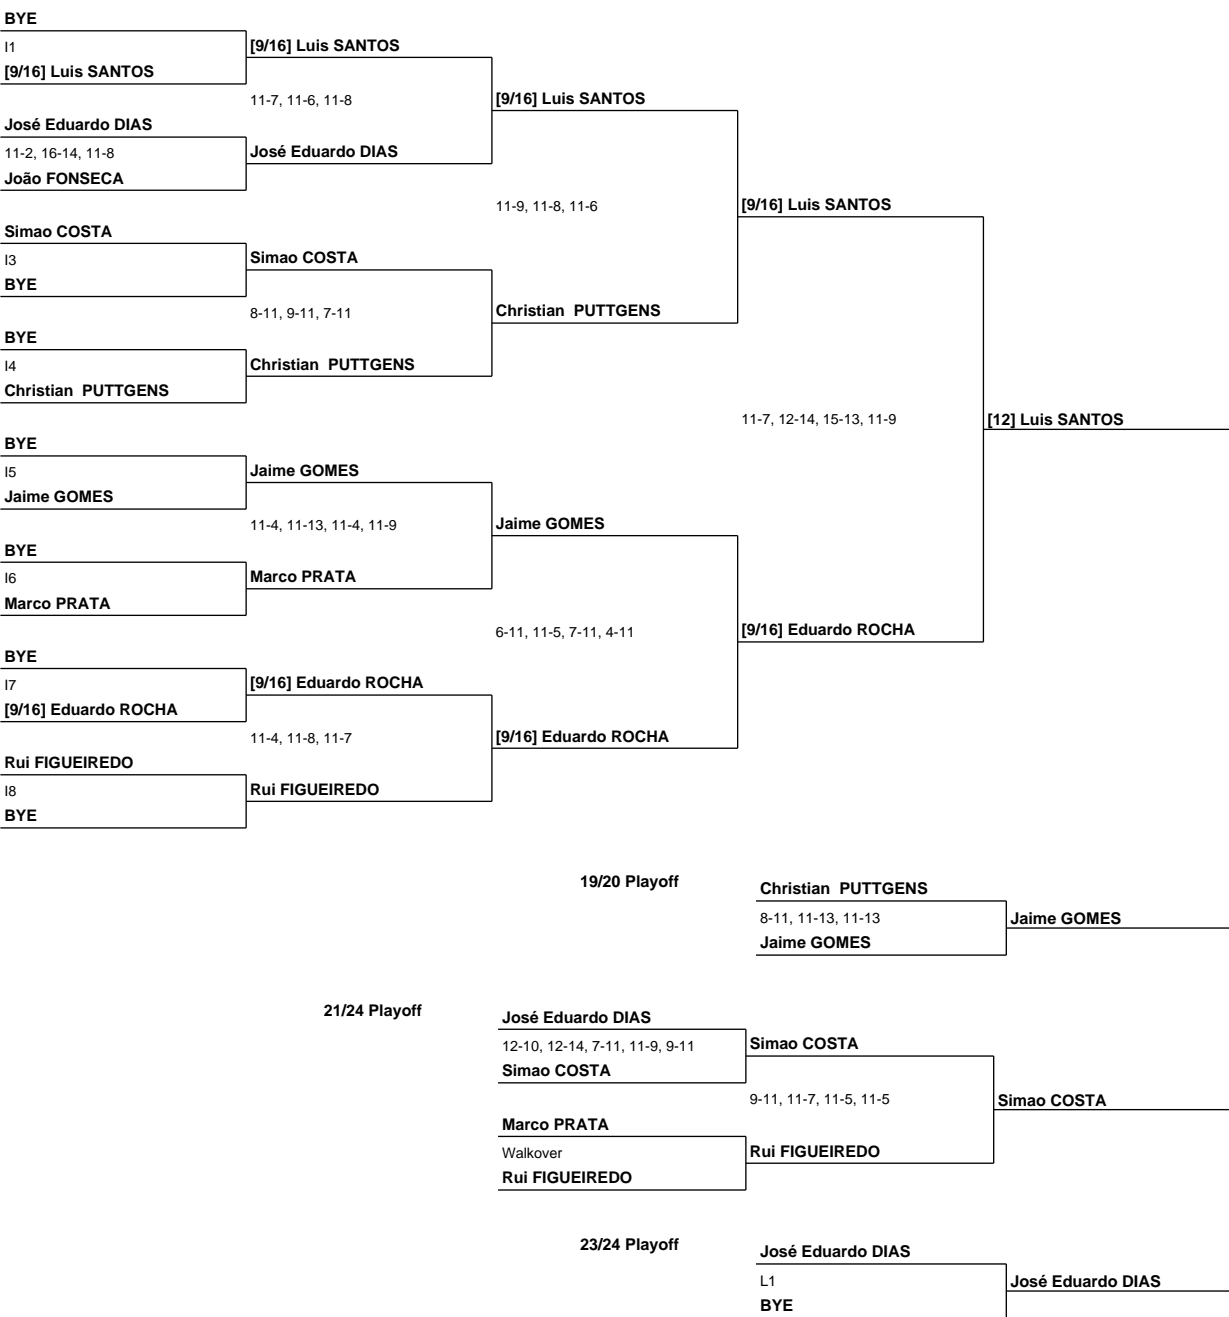 BYE
I1
[9/16] Luis SANTOS
[9/16] Luis SANTOS
11-7, 11-6, 11-8
[9/16] Luis SANTOS
José Eduardo DIAS
11-2, 16-14, 11-8
José Eduardo DIAS
João FONSECA
11-9, 11-8, 11-6
[9/16] Luis SANTOS
Simao COSTA
I3
Simao COSTA
BYE
8-11, 9-11, 7-11
Christian PUTTGENS
BYE
I4
Christian PUTTGENS
Christian PUTTGENS
11-7, 12-14, 15-13, 11-9
[12] Luis SANTOS
BYE
I5
Jaime GOMES
Jaime GOMES
11-4, 11-13, 11-4, 11-9
Jaime GOMES
BYE
I6
Marco PRATA
Marco PRATA
6-11, 11-5, 7-11, 4-11
[9/16] Eduardo ROCHA
BYE
I7
[9/16] Eduardo ROCHA
[9/16] Eduardo ROCHA
11-4, 11-8, 11-7
[9/16] Eduardo ROCHA
Rui FIGUEIREDO
I8
Rui FIGUEIREDO
BYE
19/20 Playoff
Christian PUTTGENS
8-11, 11-13, 11-13
Jaime GOMES
Jaime GOMES
21/24 Playoff
José Eduardo DIAS
12-10, 12-14, 7-11, 11-9, 9-11
Simao COSTA
Simao COSTA
9-11, 11-7, 11-5, 11-5
Simao COSTA
Marco PRATA
Walkover
Rui FIGUEIREDO
Rui FIGUEIREDO
23/24 Playoff
José Eduardo DIAS
L1
José Eduardo DIAS
BYE